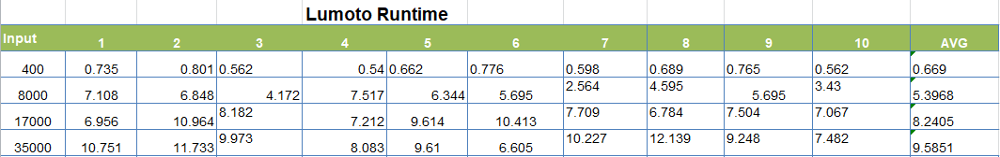 Lumoto Runtime
Input 1 2 3 4 5 6 7 8 9 10 AVG
400 0.735 0.801 0.562 0.54 0.662 0.776 0.598 0.689 0.765 0.562 0.669
8000 7.108 6.848 4.172 7.517 6.344 5.695 2.564 4.595 5.695 3.43 5.3968
17000 6.956 10.964 8.182 7.212 9.614 10.413 7.709 6.784 7.504 7.067 8.2405
35000 10.751 11.733 9.973 8.083 9.61 6.605 10.227 12.139 9.248 7.482 9.5851